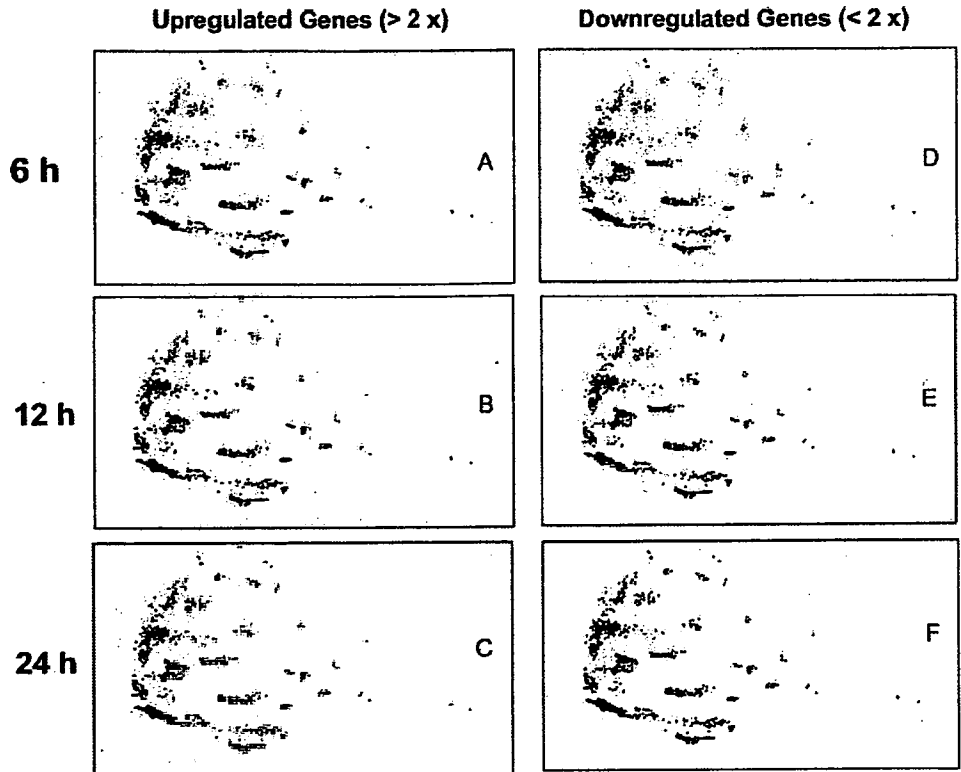 Upregulated Genes (> 2 x) Downregulated Genes (< 2 x)
6 h A D
12 h B E
24 h C F